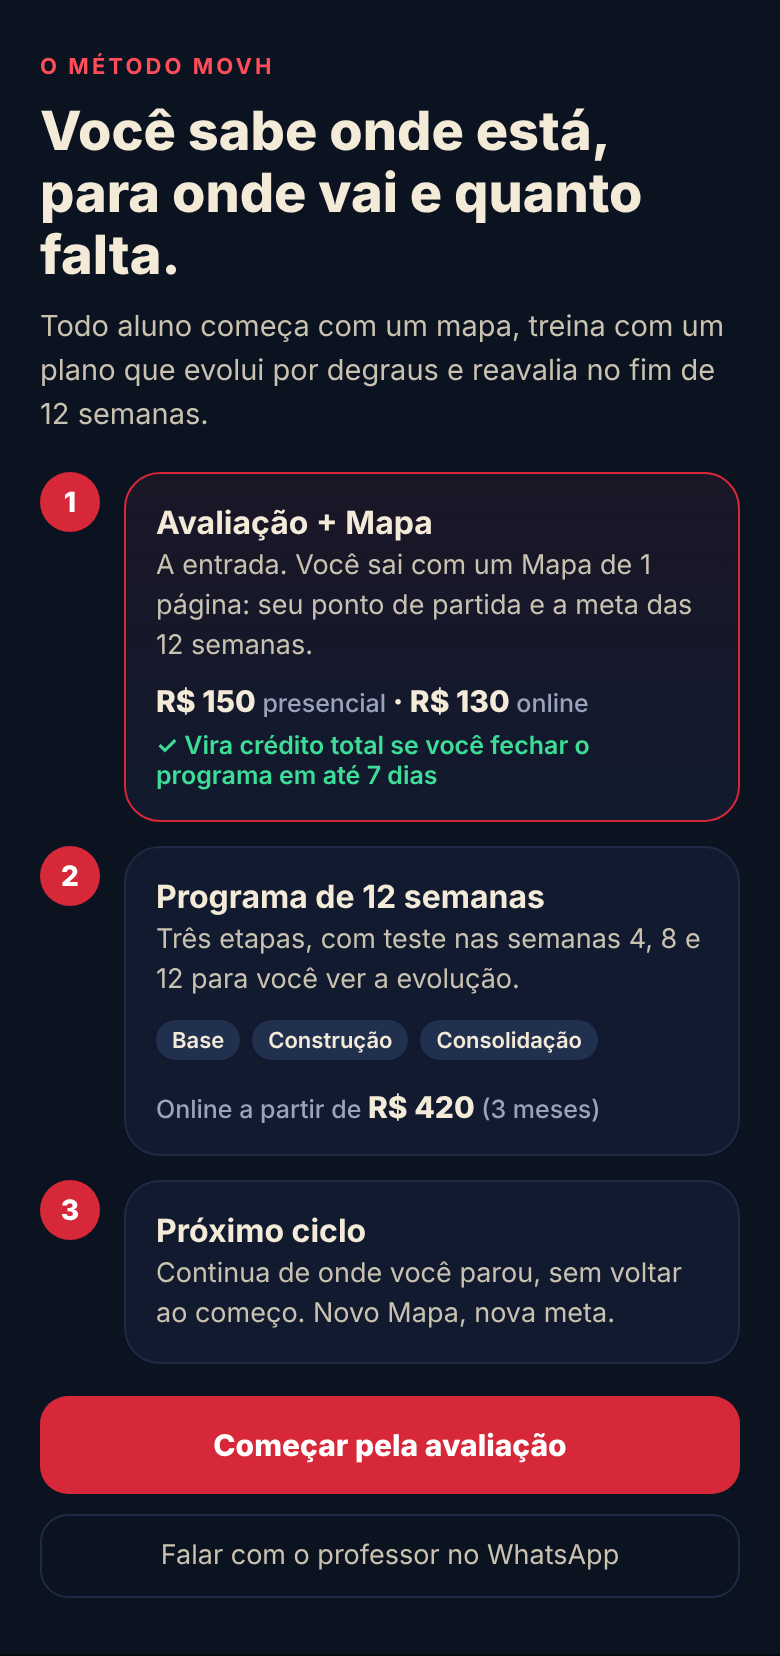 O MÉTODO MOVH
Você sabe onde está,
para onde vai e quanto
falta.
Todo aluno começa com um mapa, treina com um
plano que evolui por degraus e reavalia no fim de
12 semanas.
1
Avaliação + Mapa
A entrada. Você sai com um Mapa de 1
página: seu ponto de partida e a meta das
12 semanas.
R$ 150 presencial · R$ 130 online
✓ Vira crédito total se você fechar o
programa em até 7 dias
2
Programa de 12 semanas
Três etapas, com teste nas semanas 4, 8 e
12 para você ver a evolução.
Base Construção Consolidação
Online a partir de R$ 420 (3 meses)
3
Próximo ciclo
Continua de onde você parou, sem voltar
ao começo. Novo Mapa, nova meta.
Começar pela avaliação
Falar com o professor no WhatsApp